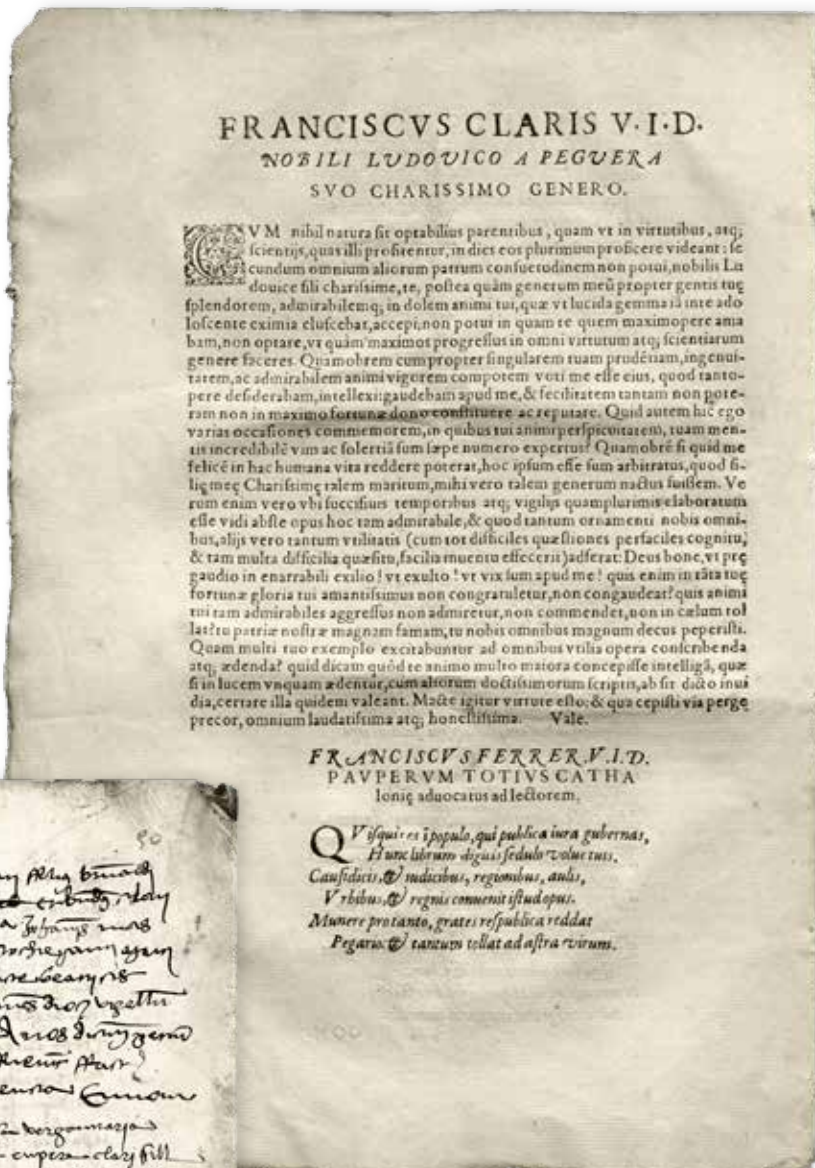 FRANCISCVS CLARIS V·I·D·
NOBILI LVDOVICO A PEGVERA
SVO CHARISSIMO GENERO.
CVM nihil natura sit optabilius parentibus, quam vt in virtutibus, atq;
scientijs, quas illi profitentur, in dies eos plurimum proficere videant: se
cundum omnium aliorum patrum consuetudinem non potui, nobilis Lu
douice fili charissime, te, postea quàm generum meũ propter gentis tuę
splendorem, admirabilemq; in dolem animi tui, quæ vt lucida gemma iã inte ado
loscente eximia eluscebat, accepi; non potui in quam te quem maximopere ama
bam, non optare, vt quàm maximos progressus in omni virtutum atq; scientiarum
genere faceres. Quamobrem cum propter singularem tuam prudẽtiam, ingenui-
tatem, ac admirabilem animi vigorem compotem voti me esse eius, quod tanto-
pere desiderabam, intellexi: gaudebam apud me, & fecilitatem tantam non pote-
ram non in maximo fortunæ dono constituere ac reputare. Quid autem hic ego
varias occasiones commemorem, in quibus tui animi perspicuitatem, tuam men-
tis incredibilẽ vim ac solertiã sum sæpe numero expertus? Quamobrẽ si quid me
felicẽ in hac humana vita reddere poterat, hoc ipsum esse sum arbitratus, quod fi-
lię meę Charissimę talem maritum, mihi vero talem generum nactus fuissem. Ve
rum enim vero vbi succisiuis temporibus atq; vigilijs quamplurimis elaboratum
esse vidi abste opus hoc tam admirabile, & quod tantum ornamenti nobis omni-
bus, alijs vero tantum vtilitatis (cum tot difficiles quæstiones perfaciles cognitu,
& tam multa difficilia quæsitu, facilia inuentu effecerit) adferat: Deus bone, vt prę
gaudio in enarrabili exilio! vt exulto! vt vix sum apud me! quis enim in tãta tuę
fortunæ gloria tui amantissimus non congratuletur, non congaudeat? quis animi
tui tam admirabiles aggressus non admiretur, non commendet, non in cælum tol
lat? tu patriæ nostræ magnam famam, tu nobis omnibus magnum decus peperisti.
Quam multi tuo exemplo excitabuntur ad omnibus vtilia opera conscribenda
atq; ædenda? quid dicam quòd te animo multo maiora concepisse intelligã, quæ
si in lucem vnquam ædentur, cum aliorum doctissimorum scriptis, ab sit dicto inui
dia, certare illa quidem valeant. Macte igitur virtute esto: & qua cepisti via perge
precor, omnium laudatissima atq; honestissima. Vale.
FRANCISCVS FERRER. V.I.D.
PAVPERVM TOTIVS CATHA
lonię aduocatus ad lectorem.
QVisquis es ĩ populo, qui publica iura gubernas,
Hunc librum dignis sedulo volue tuis.
Causidicis, & iudicibus, regionibus, aulis,
Vrbibus, & regnis conuenit istud opus.
Munere pro tanto, grates respublica reddat
Pegario: & tantum tollat ad astra virum.
50